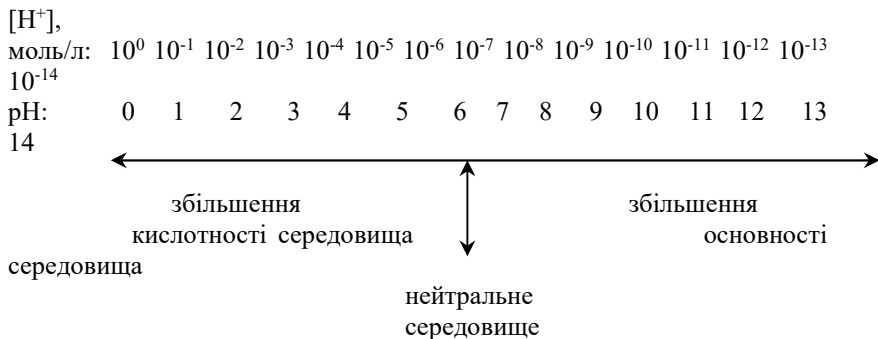 [H⁺],
моль/л: 10⁰ 10⁻¹ 10⁻² 10⁻³ 10⁻⁴ 10⁻⁵ 10⁻⁶ 10⁻⁷ 10⁻⁸ 10⁻⁹ 10⁻¹⁰ 10⁻¹¹ 10⁻¹² 10⁻¹³
10⁻¹⁴
pH: 0 1 2 3 4 5 6 7 8 9 10 11 12 13
14
збільшення збільшення
кислотності середовища основності
середовища
нейтральне
середовище